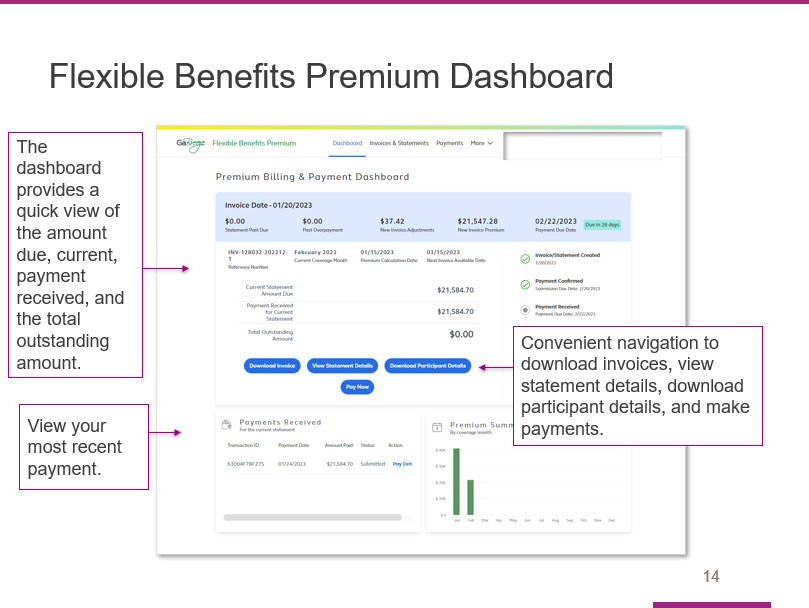 Flexible Benefits Premium Dashboard
The
dashboard
provides a
quick view of
the amount
due, current,
payment
received, and
the total
outstanding
amount.
View your
most recent
payment.
Flexible Benefits Premium
Dashboard Invoices & Statements Payments More
Premium Billing & Payment Dashboard
Invoice Date - 01/20/2023
$0.00 $0.00 $37.42 $21,547.28 02/22/2023 Due in 28 days
Statement Past Due Past Overpayment New Invoice Adjustments New Invoice Premium Payment Due Date
INV-128032-202212- February 2023 01/15/2023 03/15/2023
1 Current Coverage Month Premium Calculation Date Next Invoice Available Date
Reference Number
Current Statement
Amount Due $21,584.70
Payment Received
for Current
Statement $21,584.70
Total Outstanding
Amount $0.00
Invoice/Statement Created
1/20/2023
Payment Confirmed
Submission Due Date: 2/20/2023
Payment Received
Payment Due Date: 2/22/2023
Download Invoice View Statement Details Download Participant Details
Pay Now
Convenient navigation to
download invoices, view
statement details, download
participant details, and make
payments.
Payments Received
For the current statement
Transaction ID Payment Date Amount Paid Status Action
63D04F7BF275 01/24/2023 $21,584.70 Submitted Pay Det
Premium Summ
By coverage month
$ 40K
$ 30K
$ 20K
$ 10K
$ 0
Jan Feb Mar Apr May Jun Jul Aug Sep Oct Nov Dec
14